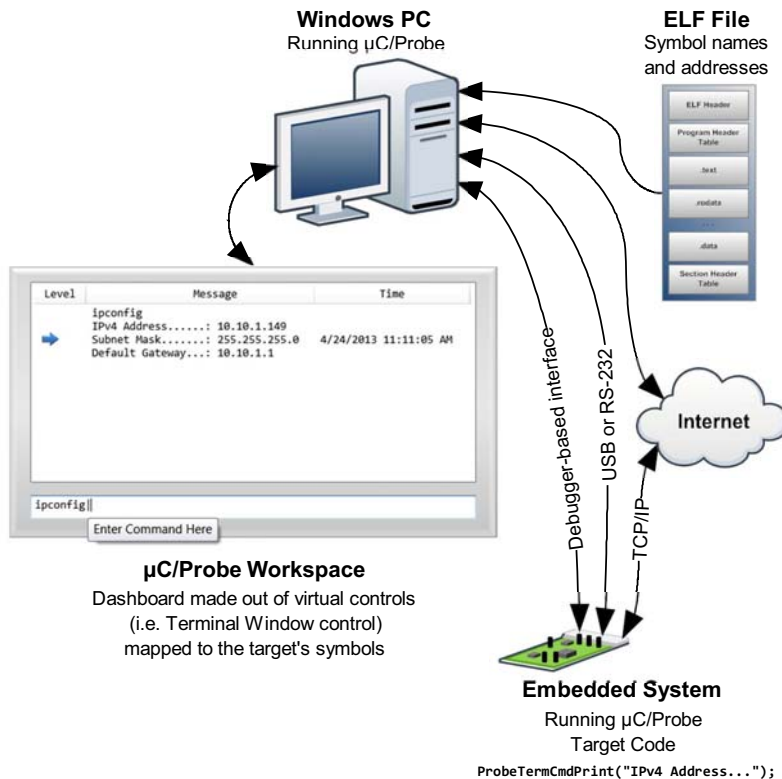 Windows PC
Running µC/Probe
ELF File
Symbol names
and addresses
ELF Header
Program Header
Table
.text
.rodata
...
.data
Section Header
Table
Level Message Time
ipconfig
IPv4 Address......: 10.10.1.149
Subnet Mask.......: 255.255.255.0 4/24/2013 11:11:05 AM
Default Gateway...: 10.10.1.1
ipconfig
Enter Command Here
Debugger-based interface
USB or RS-232
TCP/IP
Internet
µC/Probe Workspace
Dashboard made out of virtual controls
(i.e. Terminal Window control)
mapped to the target's symbols
Embedded System
Running µC/Probe
Target Code
ProbeTermCmdPrint("IPv4 Address...");